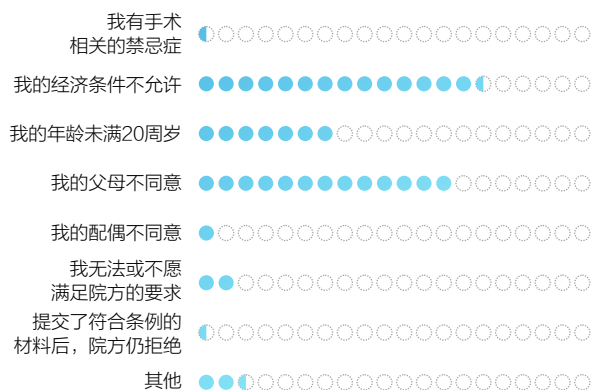 我有手术
相关的禁忌症
我的经济条件不允许
我的年龄未满20周岁
我的父母不同意
我的配偶不同意
我无法或不愿
满足院方的要求
提交了符合条例的
材料后，院方仍拒绝
其他